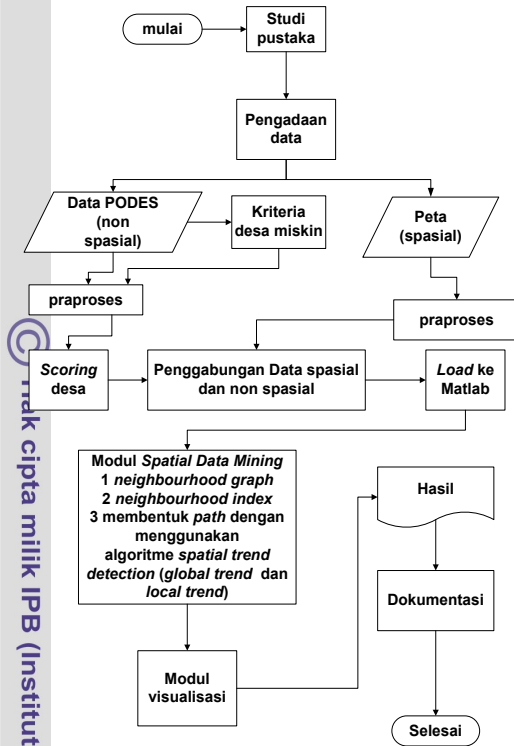 mulai
Studi
pustaka
Pengadaan
data
Data PODES
(non
spasial)
Kriteria
desa miskin
Peta
(spasial)
praproses
praproses
Scoring
desa
Penggabungan Data spasial
dan non spasial
Load ke
Matlab
Modul Spatial Data Mining
1 neighbourhood graph
2 neighbourhood index
3 membentuk path dengan
menggunakan
algoritme spatial trend
detection (global trend dan
local trend)
Hasil
Dokumentasi
Modul
visualisasi
Selesai
© Hak cipta milik IPB (Institut